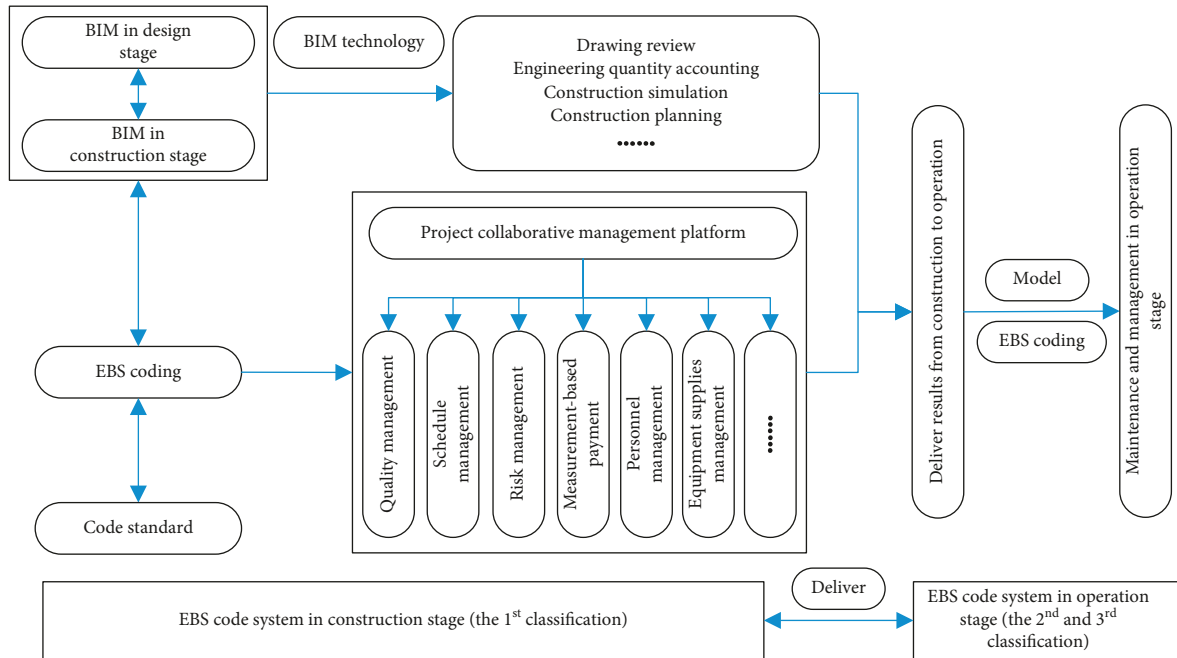 BIM in design
stage
BIM in
construction stage
BIM technology
Drawing review
Engineering quantity accounting
Construction simulation
Construction planning
••••••
Project collaborative management platform
Quality management
Schedule
management
Risk management
Measurement-based
payment
Personnel
management
Equipment supplies
management
••••••
EBS coding
Code standard
Deliver results from construction to operation
Model
EBS coding
Maintenance and management in operation
stage
EBS code system in construction stage (the 1st classification)
Deliver
EBS code system in operation
stage (the 2nd and 3rd
classification)